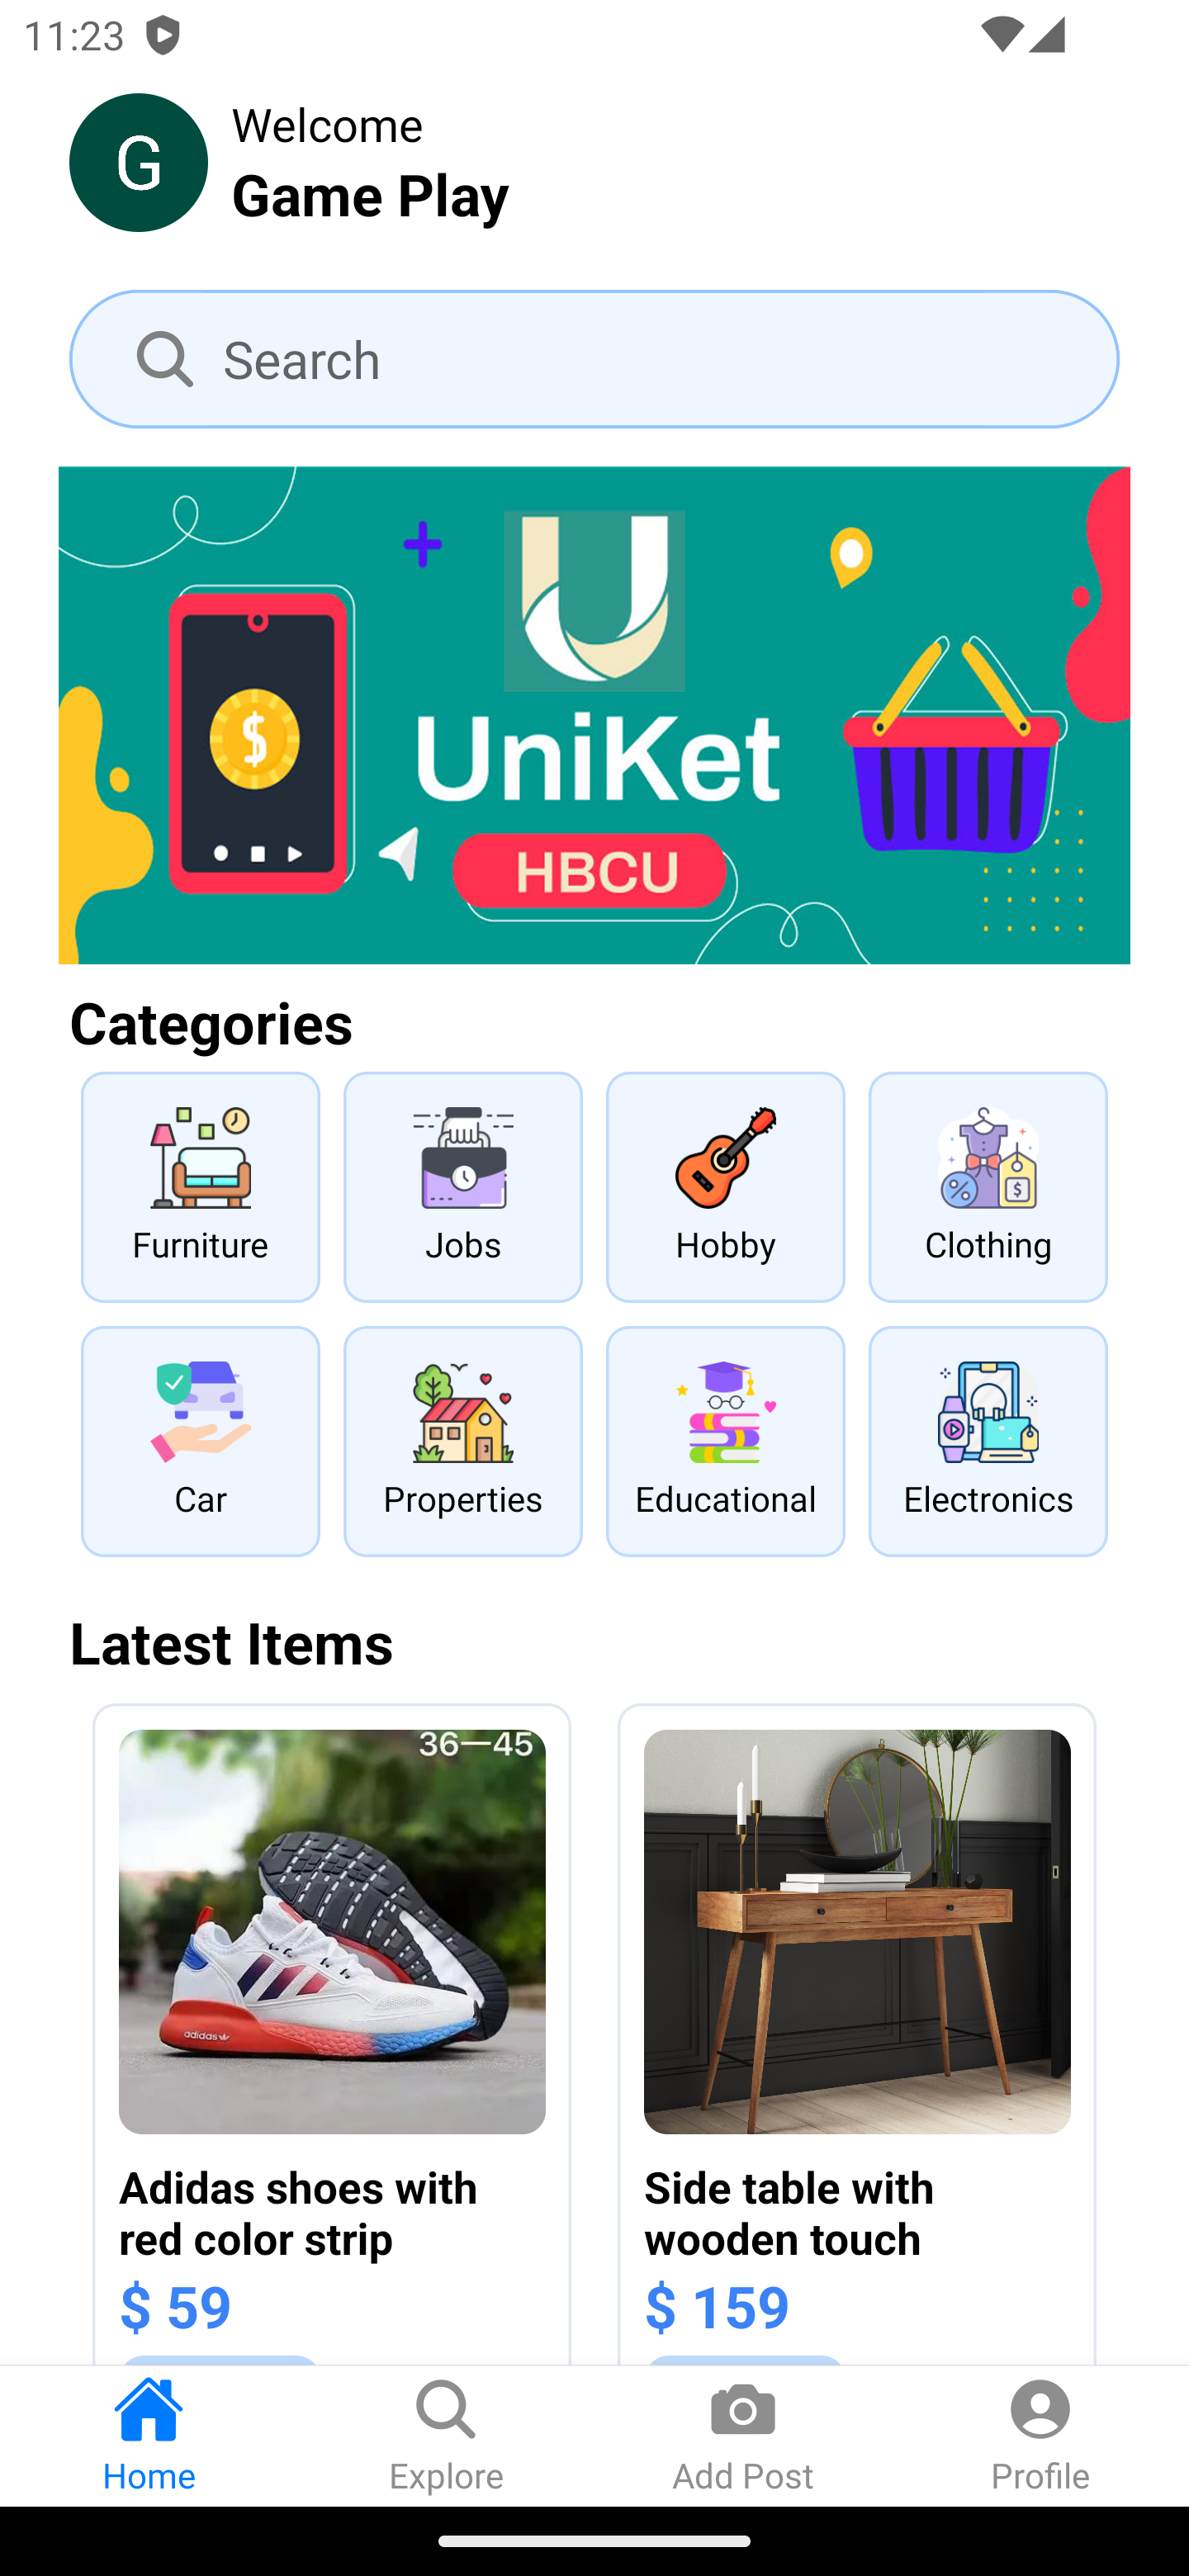 11:23
G
Welcome
Game Play
Search
$
UniKet
HBCU
Categories
Furniture
Jobs
Hobby
Clothing
Car
Properties
Educational
Electronics
Latest Items
36—45
adidas
Adidas shoes with
red color strip
$ 59
Side table with
wooden touch
$ 159
Home
Explore
Add Post
Profile